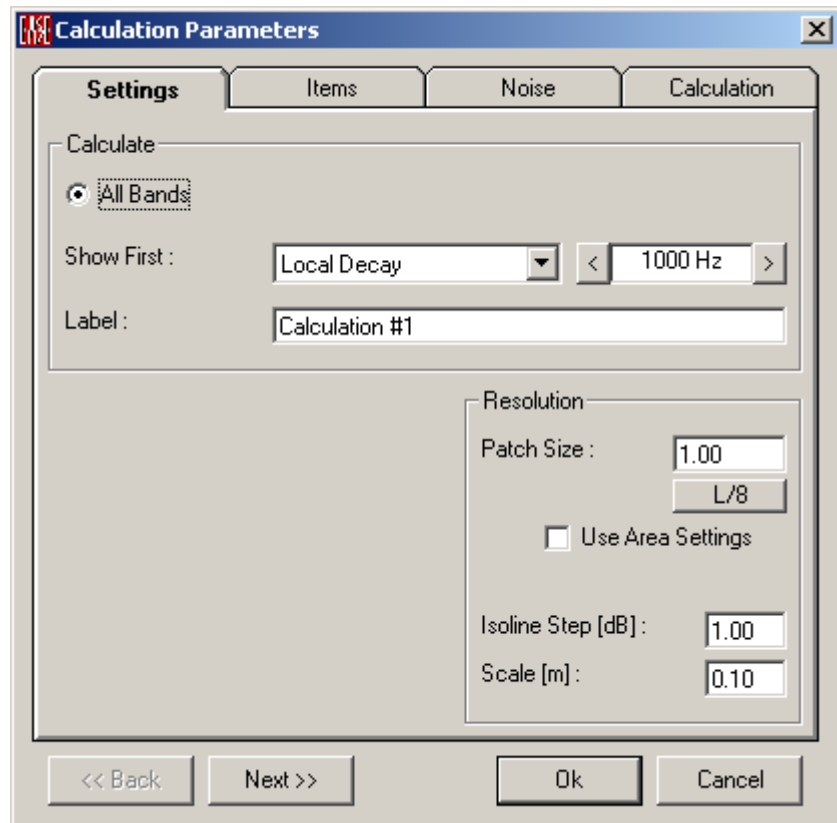 EASE
Calculation Parameters
Settings Items Noise Calculation
Calculate
All Bands
Show First : Local Decay < 1000 Hz >
Label : Calculation #1
Resolution
Patch Size : 1.00
L/8
Use Area Settings
Isoline Step [dB] : 1.00
Scale [m] : 0.10
<< Back Next >> Ok Cancel